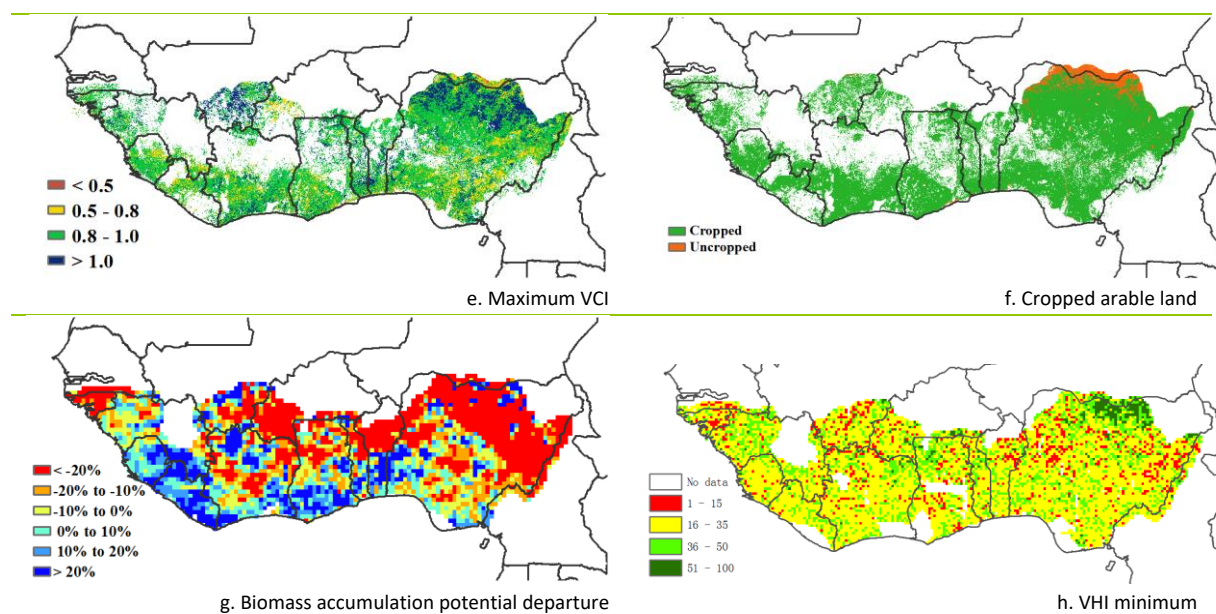 < 0.5
0.5 - 0.8
0.8 - 1.0
> 1.0
e. Maximum VCI
Cropped
Uncropped
f. Cropped arable land
< -20%
-20% to -10%
-10% to 0%
0% to 10%
10% to 20%
> 20%
g. Biomass accumulation potential departure
No data
1 - 15
16 - 35
36 - 50
51 - 100
h. VHI minimum